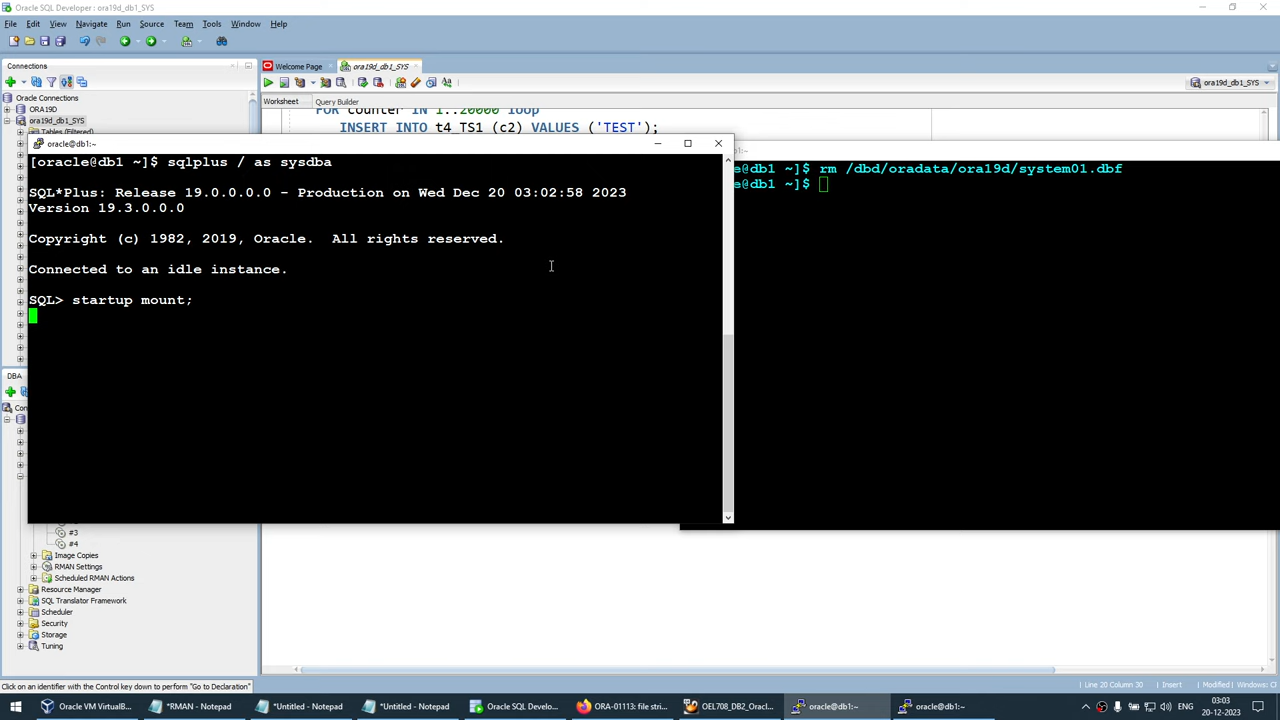 Oracle SQL Developer : ora19d_db1_SYS
File Edit View Navigate Run Source Team Tools Window Help
Connections
Welcome Page
ora19d_db1_SYS
ora19d_db1_SYS
Oracle Connections
ORA19D
ora19d_db1_SYS
Tables (Filtered)
Worksheet Query Builder
FOR counter IN 1..20000 loop
INSERT INTO t4_TS1 (c2) VALUES ('TEST');
oracle@db1:~
[oracle@db1 ~]$ sqlplus / as sysdba
SQL*Plus: Release 19.0.0.0.0 - Production on Wed Dec 20 03:02:58 2023
Version 19.3.0.0.0
Copyright (c) 1982, 2019, Oracle.  All rights reserved.
Connected to an idle instance.
SQL> startup mount;
e@db1 ~]$ rm /dbd/oradata/ora19d/system01.dbf
e@db1 ~]$
DBA
Con
#3
#4
Image Copies
RMAN Settings
Scheduled RMAN Actions
Resource Manager
SQL Translator Framework
Scheduler
Security
Storage
Tuning
Click on an identifier with the Control key down to perform "Go to Declaration"
Line 20 Column 30 Insert Modified Windows: C
Oracle VM VirtualB... *RMAN - Notepad *Untitled - Notepad *Untitled - Notepad Oracle SQL Develo... ORA-01113: file stri... OEL708_DB2_Oracl... oracle@db1:~ oracle@db1:~
ENG
03:03
20-12-2023